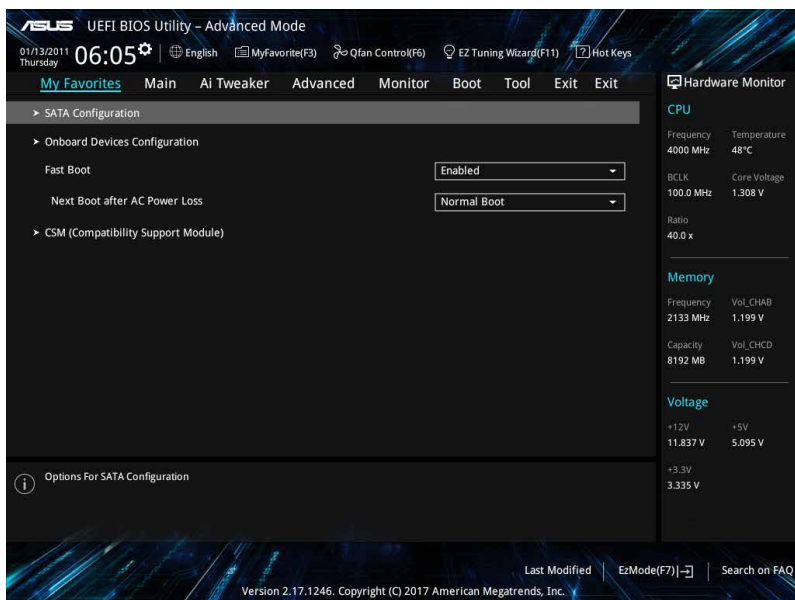 ASUS UEFI BIOS Utility – Advanced Mode
01/13/2011
Thursday
06:05
English
MyFavorite(F3)
Qfan Control(F6)
EZ Tuning Wizard(F11)
? Hot Keys
My Favorites Main Ai Tweaker Advanced Monitor Boot Tool Exit Exit
SATA Configuration
Onboard Devices Configuration
Fast Boot Enabled
Next Boot after AC Power Loss Normal Boot
CSM (Compatibility Support Module)
i Options For SATA Configuration
Hardware Monitor
CPU
Frequency Temperature
4000 MHz 48°C
BCLK Core Voltage
100.0 MHz 1.308 V
Ratio
40.0 x
Memory
Frequency Vol_CHAB
2133 MHz 1.199 V
Capacity Vol_CHCD
8192 MB 1.199 V
Voltage
+12V +5V
11.837 V 5.095 V
+3.3V
3.335 V
Last Modified EzMode(F7) Search on FAQ
Version 2.17.1246. Copyright (C) 2017 American Megatrends, Inc.